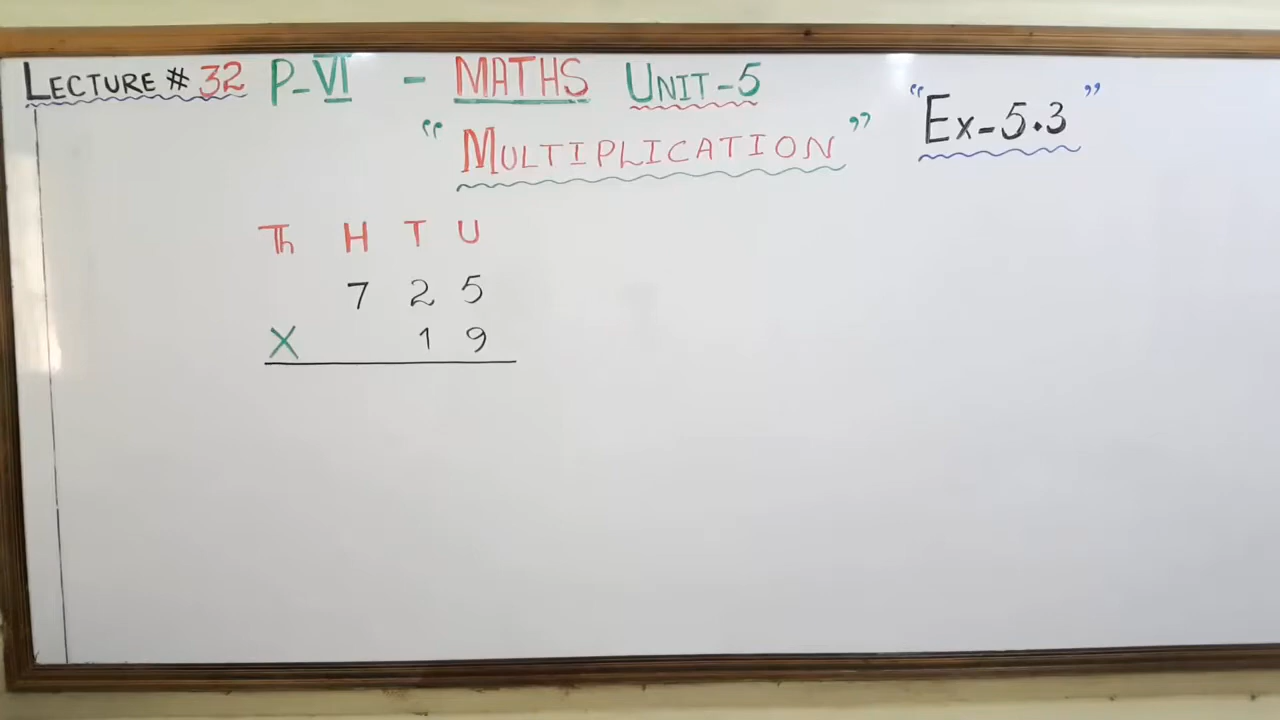 LECTURE # 32 P-VI - MATHS UNIT-5
"MULTIPLICATION"
"Ex-5.3"
Th H T U
7 2 5
X 1 9